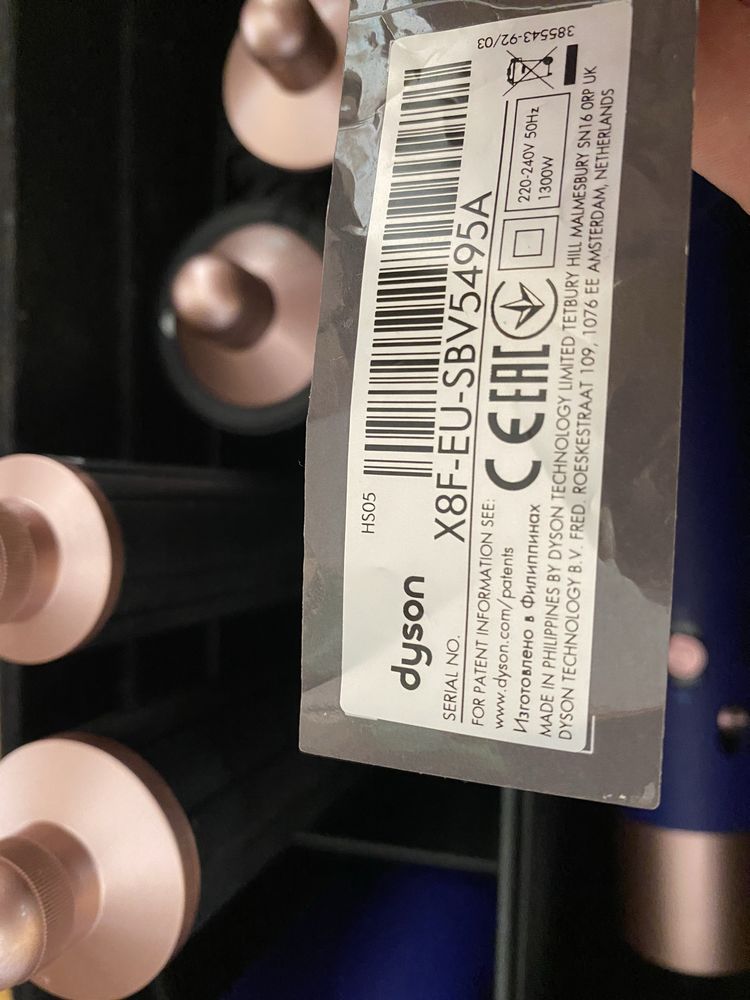 dyson
HS05
SERIAL NO.
X8F-EU-SBV5495A
FOR PATENT INFORMATION SEE:
www.dyson.com/patents
Изготовлено в Филиппинах
CE EAC
220-240V 50Hz
1300W
MADE IN PHILIPPINES BY DYSON TECHNOLOGY LIMITED TETBURY HILL MALMESBURY SN16 0RP UK
DYSON TECHNOLOGY B.V. FRED. ROESKESTRAAT 109, 1076 EE AMSTERDAM, NETHERLANDS
385543-92/03